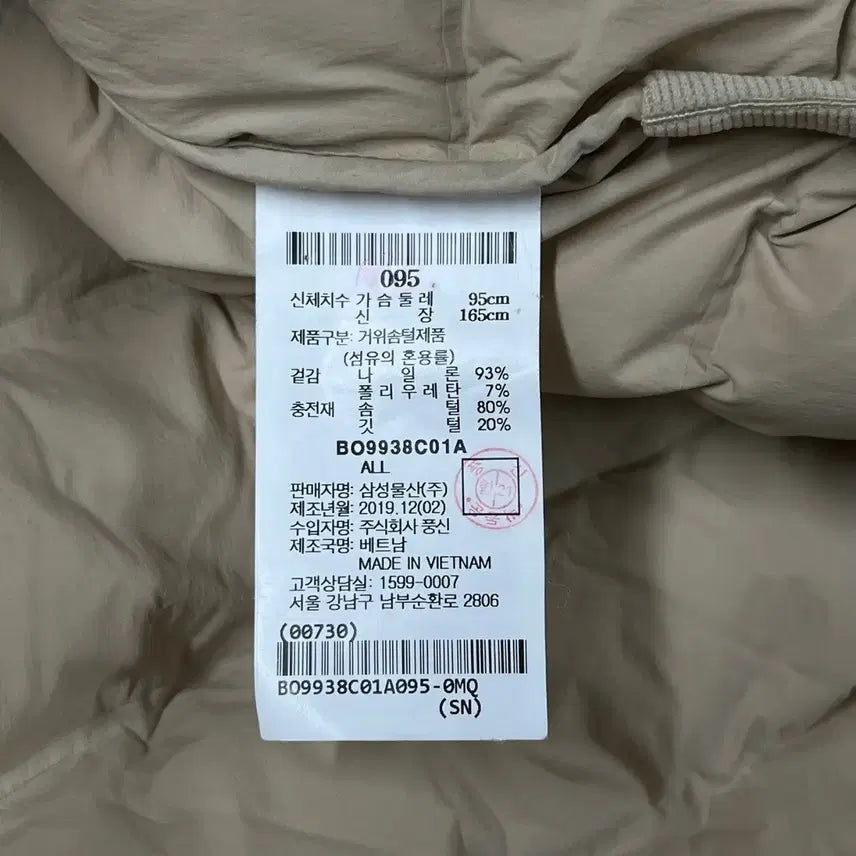 095
신체치수 가 슴 둘 레 95cm
신 장 165cm
제품구분: 거위솜털제품
(섬유의 혼용률)
겉감 나 일 론 93%
폴 리 우 레 탄 7%
충전재 솜 털 80%
깃 털 20%
BO9938C01A
ALL
판매자명: 삼성물산(주)
제조년월: 2019.12(02)
수입자명: 주식회사 풍신
제조국명: 베트남
MADE IN VIETNAM
고객상담실: 1599-0007
서울 강남구 남부순환로 2806
(00730)
BO9938C01A095-0MQ
(SN)